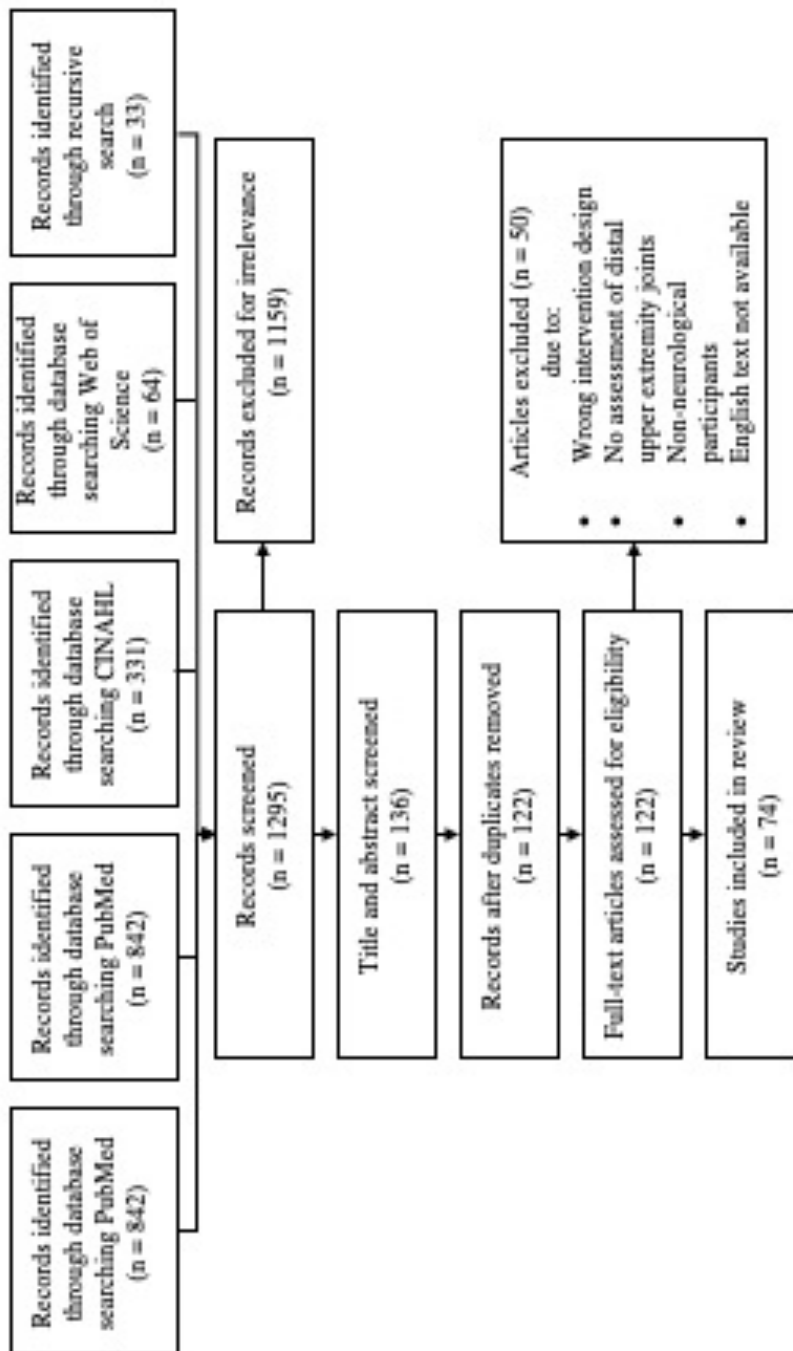 Records identified
through database
searching PubMed
(n = 842)
Records identified
through database
searching PubMed
(n = 842)
Records identified
through database
searching CINAHL
(n = 331)
Records identified
through database
searching Web of
Science
(n = 64)
Records identified
through recursive
search
(n = 33)
Records screened
(n = 1295)
Records excluded for irrelevance
(n = 1159)
Title and abstract screened
(n = 136)
Records after duplicates removed
(n = 122)
Full-text articles assessed for eligibility
(n = 122)
Articles excluded (n = 50)
due to:
• Wrong intervention design
• No assessment of distal
upper extremity joints
• Non-neurological
participants
• English text not available
Studies included in review
(n = 74)